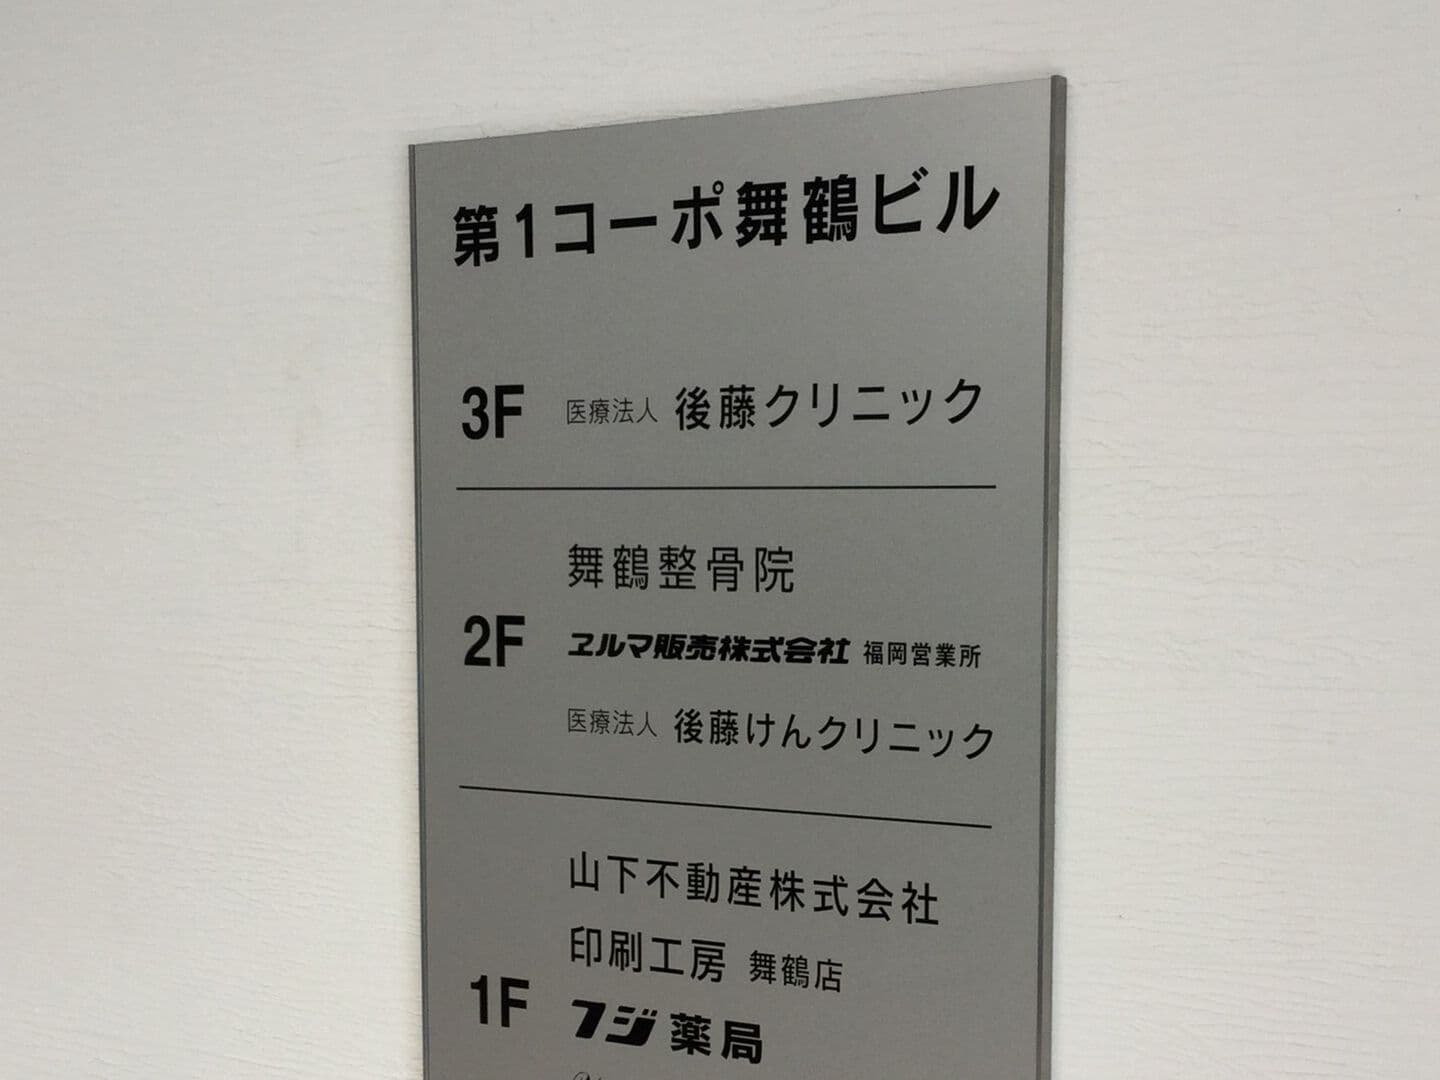 第1コーポ舞鶴ビル
3F 医療法人 後藤クリニック
舞鶴整骨院
2F ヱルマ販売株式会社 福岡営業所
医療法人 後藤けんクリニック
山下不動産株式会社
印刷工房 舞鶴店
1F フジ薬局